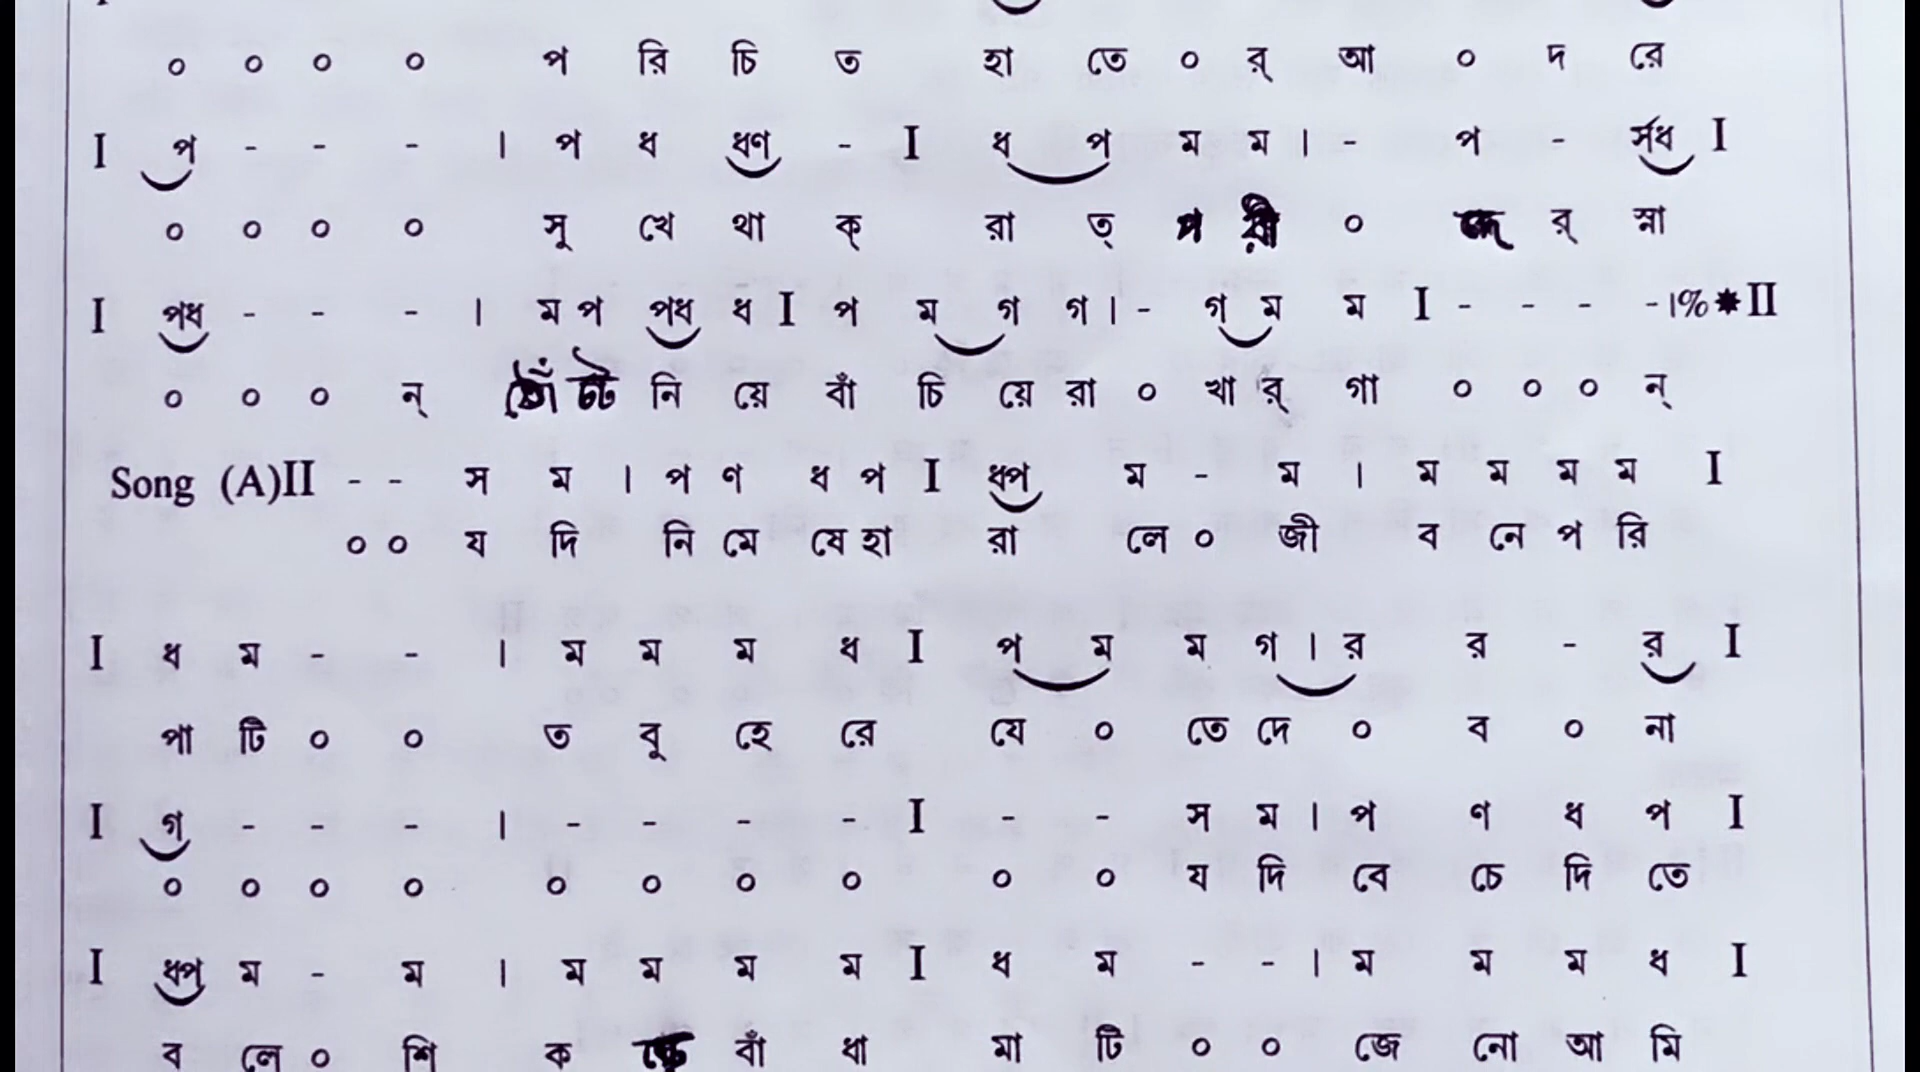 ০ ০ ০ ০ প রি চি ত হা তে ০ র্ আ ০ দ রে
I প - - - । প ধ ধণ - I ধ প ম ম । - প - র্সধ I
০ ০ ০ ০ সু খে থা ক্ রা ত্ প রী ০ র্ স্না
I পধ - - - । ম প পধ ধ I প ম গ গ । - গ ম ম I - - - - ।% * II
০ ০ ০ ন্ নি য়ে বাঁ চি য়ে রা ০ খা র্ গা ০ ০ ০ ন্
Song (A)II - - স ম । প ণ ধ প I ধপ ম - ম । ম ম ম ম I
০ ০ য দি নি মে ষে হা রা লে ০ জী ব নে প রি
I ধ ম - - । ম ম ম ধ I প ম ম গ । র র - র I
পা টি ০ ০ ত বু হে রে যে ০ তে দে ০ ব ০ না
I গ - - - । - - - - I - - স ম । প ণ ধ প I
০ ০ ০ ০ ০ ০ ০ ০ ০ ০ য দি বে চে দি তে
I ধপ ম - ম । ম ম ম ম I ধ ম - - । ম ম ম ধ I
ব লে ০ শি ক বাঁ ধা মা টি ০ ০ জে নো আ মি